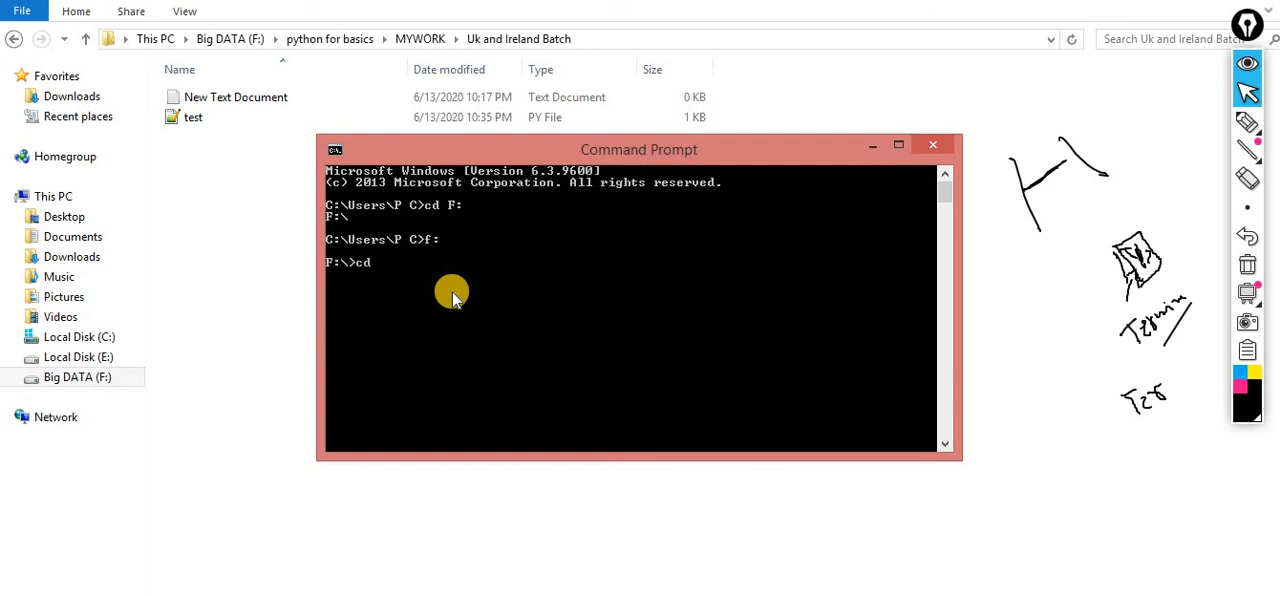 File Home Share View
This PC Big DATA (F:) python for basics MYWORK Uk and Ireland Batch Search Uk and Ireland Batch
Name Date modified Type Size
Favorites
Downloads
Recent places
Homegroup
This PC
Desktop
Documents
Downloads
Music
Pictures
Videos
Local Disk (C:)
Local Disk (E:)
Big DATA (F:)
Network
New Text Document 6/13/2020 10:17 PM Text Document 0 KB
test 6/13/2020 10:35 PM PY File 1 KB
C:\. Command Prompt
Microsoft Windows [Version 6.3.9600]
(c) 2013 Microsoft Corporation. All rights reserved.
C:\Users\P C>cd F:
F:\
C:\Users\P C>f:
F:\>cd